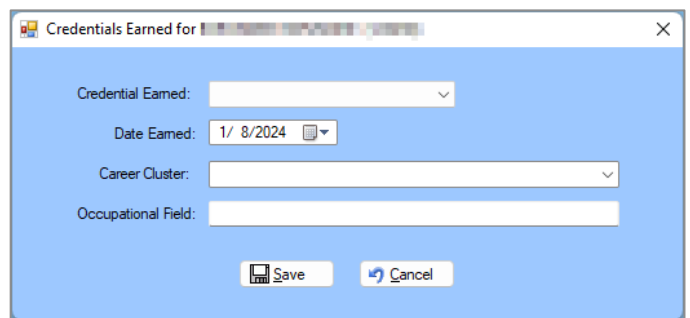 Credentials Earned for
Credential Earned:
Date Earned: 1/ 8/2024
Career Cluster:
Occupational Field:
Save Cancel